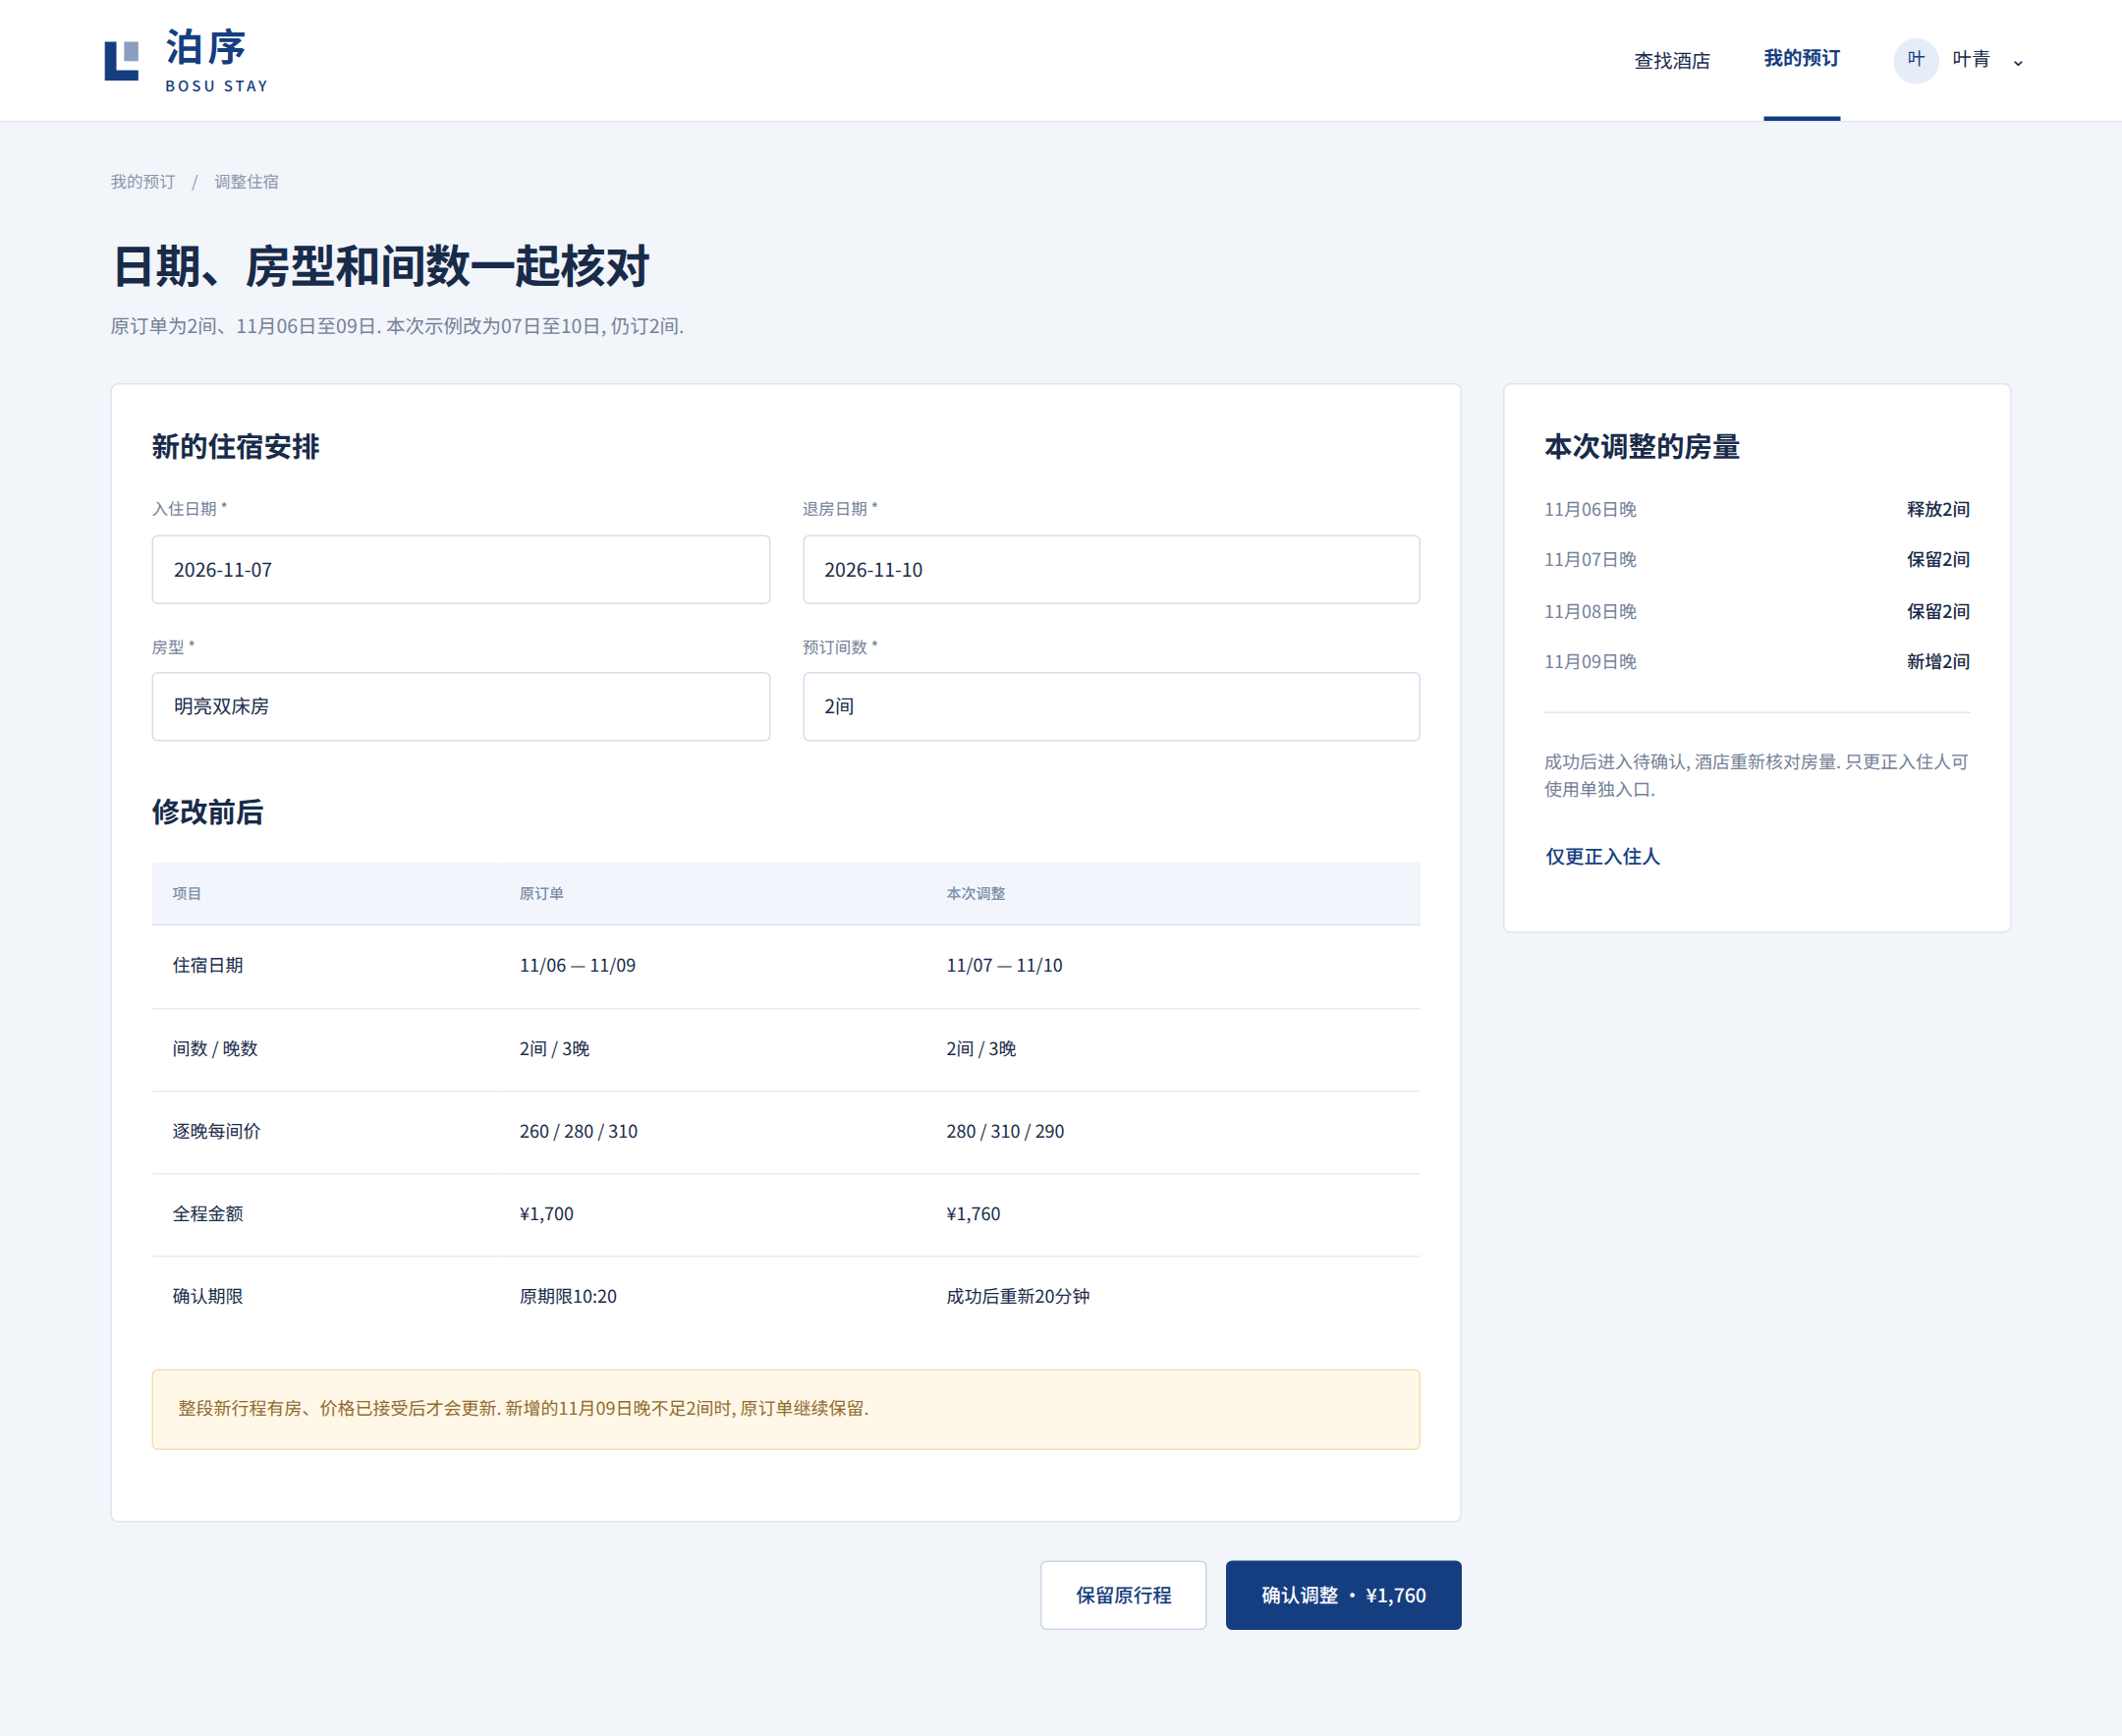 泊序
BOSU STAY
查找酒店
我的预订
叶
叶青
我的预订 / 调整住宿
日期、房型和间数一起核对
原订单为2间、11月06日至09日. 本次示例改为07日至10日, 仍订2间.
新的住宿安排
入住日期 *
退房日期 *
2026-11-07
2026-11-10
房型 *
预订间数 *
明亮双床房
2间
修改前后
项目 原订单 本次调整
住宿日期 11/06 — 11/09 11/07 — 11/10
间数 / 晚数 2间 / 3晚 2间 / 3晚
逐晚每间价 260 / 280 / 310 280 / 310 / 290
全程金额 ¥1,700 ¥1,760
确认期限 原期限10:20 成功后重新20分钟
整段新行程有房、价格已接受后才会更新. 新增的11月09日晚不足2间时, 原订单继续保留.
保留原行程
确认调整 · ¥1,760
本次调整的房量
11月06日晚 释放2间
11月07日晚 保留2间
11月08日晚 保留2间
11月09日晚 新增2间
成功后进入待确认, 酒店重新核对房量. 只更正入住人可
使用单独入口.
仅更正入住人